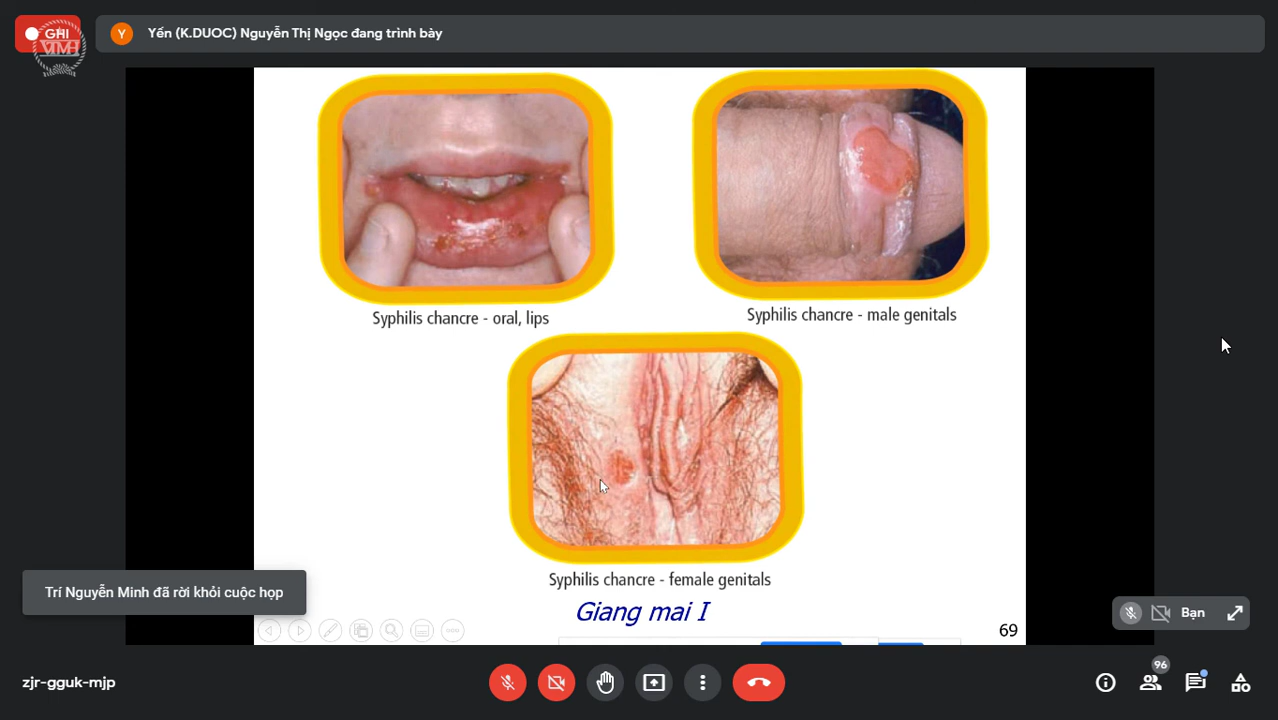 GHI
VTMH
Y
Yến (K.DUOC) Nguyễn Thị Ngọc đang trình bày
Syphilis chancre - oral, lips
Syphilis chancre - male genitals
Syphilis chancre - female genitals
Trí Nguyễn Minh đã rời khỏi cuộc họp
Giang mai I
69
Bạn
zjr-gguk-mjp
96